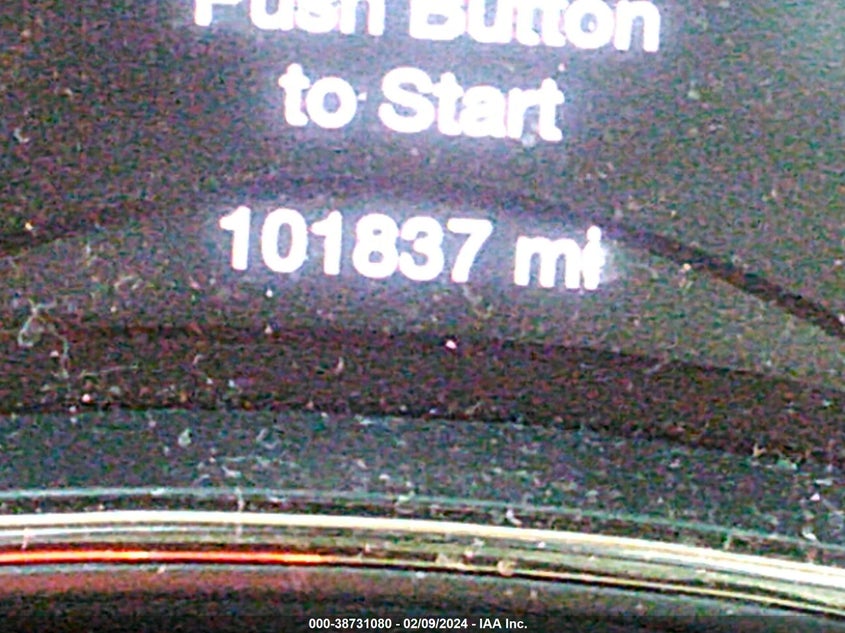 Push Button
to Start
101837 mi
000-38731080 - 02/09/2024 - IAA Inc.